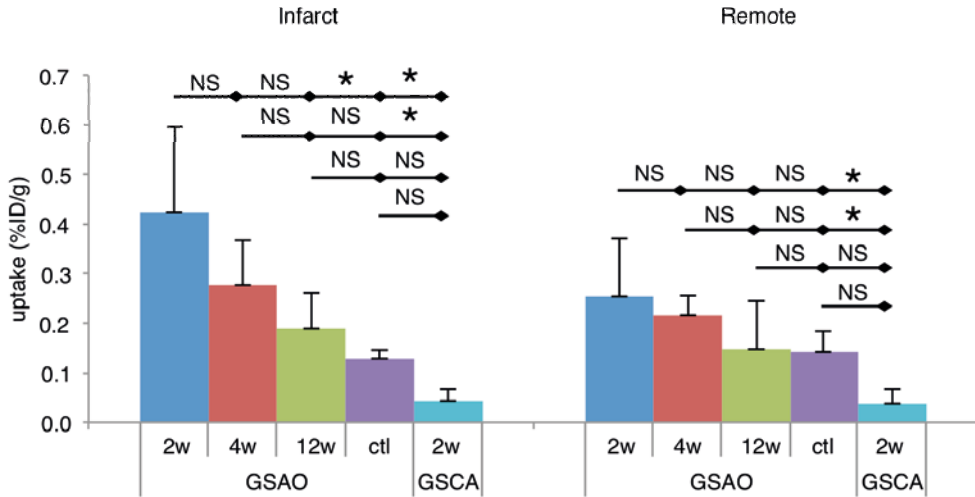 Infarct Remote
uptake (%ID/g)
0.7
0.6
0.5
0.4
0.3
0.2
0.1
0.0
NS NS * *
NS NS *
NS NS
NS
NS NS NS *
NS NS *
NS NS
NS
2w 4w 12w ctl 2w 2w 4w 12w ctl 2w
GSAO GSCA GSAO GSCA